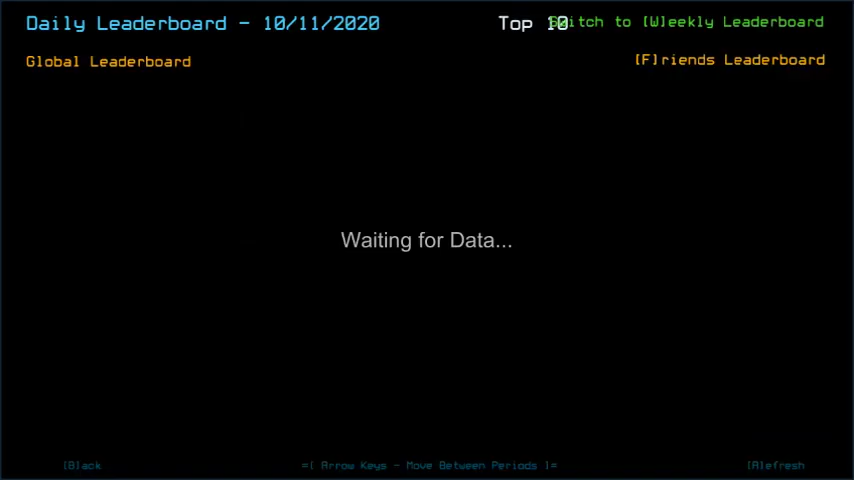 Daily Leaderboard - 10/11/2020
Top 10
Switch to [W]eekly Leaderboard
Global Leaderboard
[F]riends Leaderboard
Waiting for Data...
[B]ack
=[ Arrow Keys - Move Between Periods ]=
[R]efresh